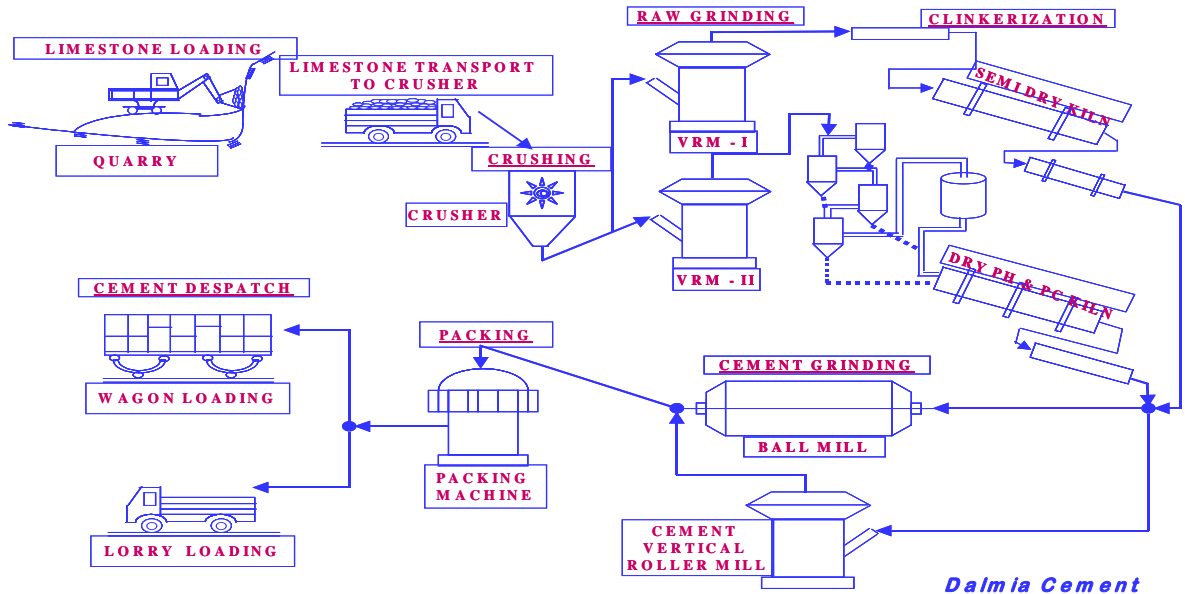 RAW GRINDING
CLINKERIZATION
LIMESTONE LOADING
LIMESTONE TRANSPORT
TO CRUSHER
SEMI DRY KILN
VRM - I
QUARRY
CRUSHING
CRUSHER
DRY PH & PC KILN
VRM - II
CEMENT DESPATCH
PACKING
CEMENT GRINDING
WAGON LOADING
BALL MILL
PACKING
MACHINE
CEMENT
VERTICAL
ROLLER MILL
LORRY LOADING
Dalmia Cement